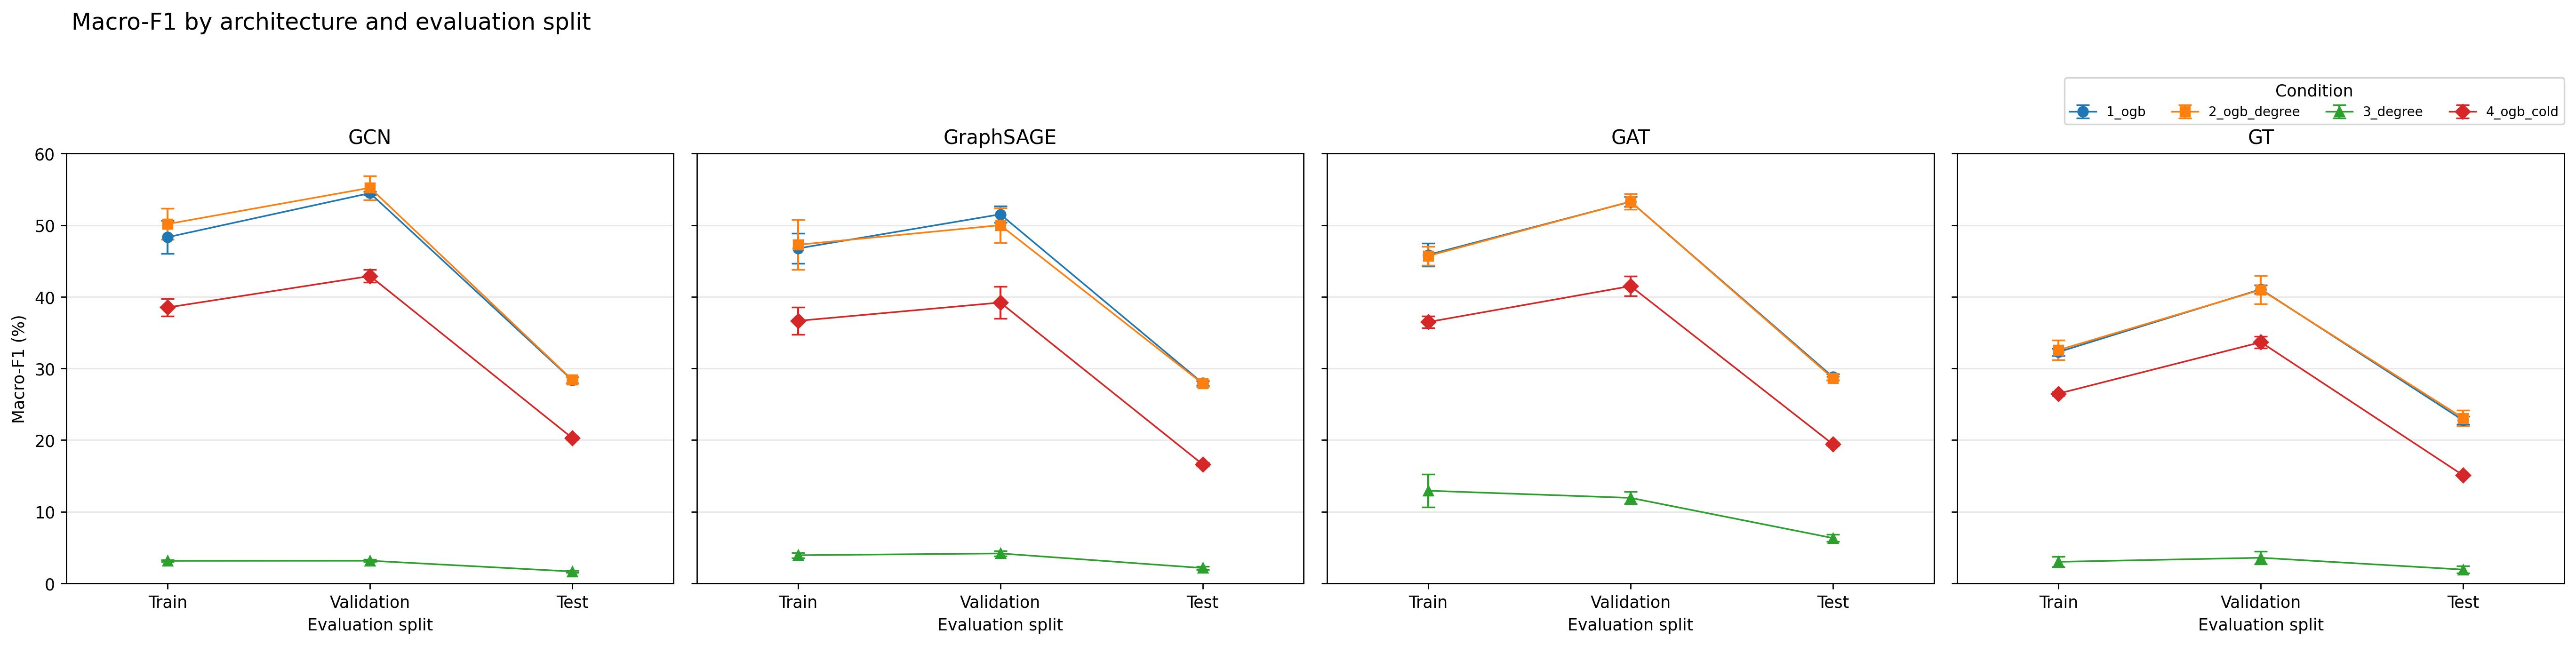 Macro-F1 by architecture and evaluation split
Condition
1_ogb 2_ogb_degree 3_degree 4_ogb_cold
GCN GraphSAGE GAT GT
Macro-F1 (%)
60
50
40
30
20
10
0
Train Validation Test Train Validation Test Train Validation Test Train Validation Test
Evaluation split Evaluation split Evaluation split Evaluation split